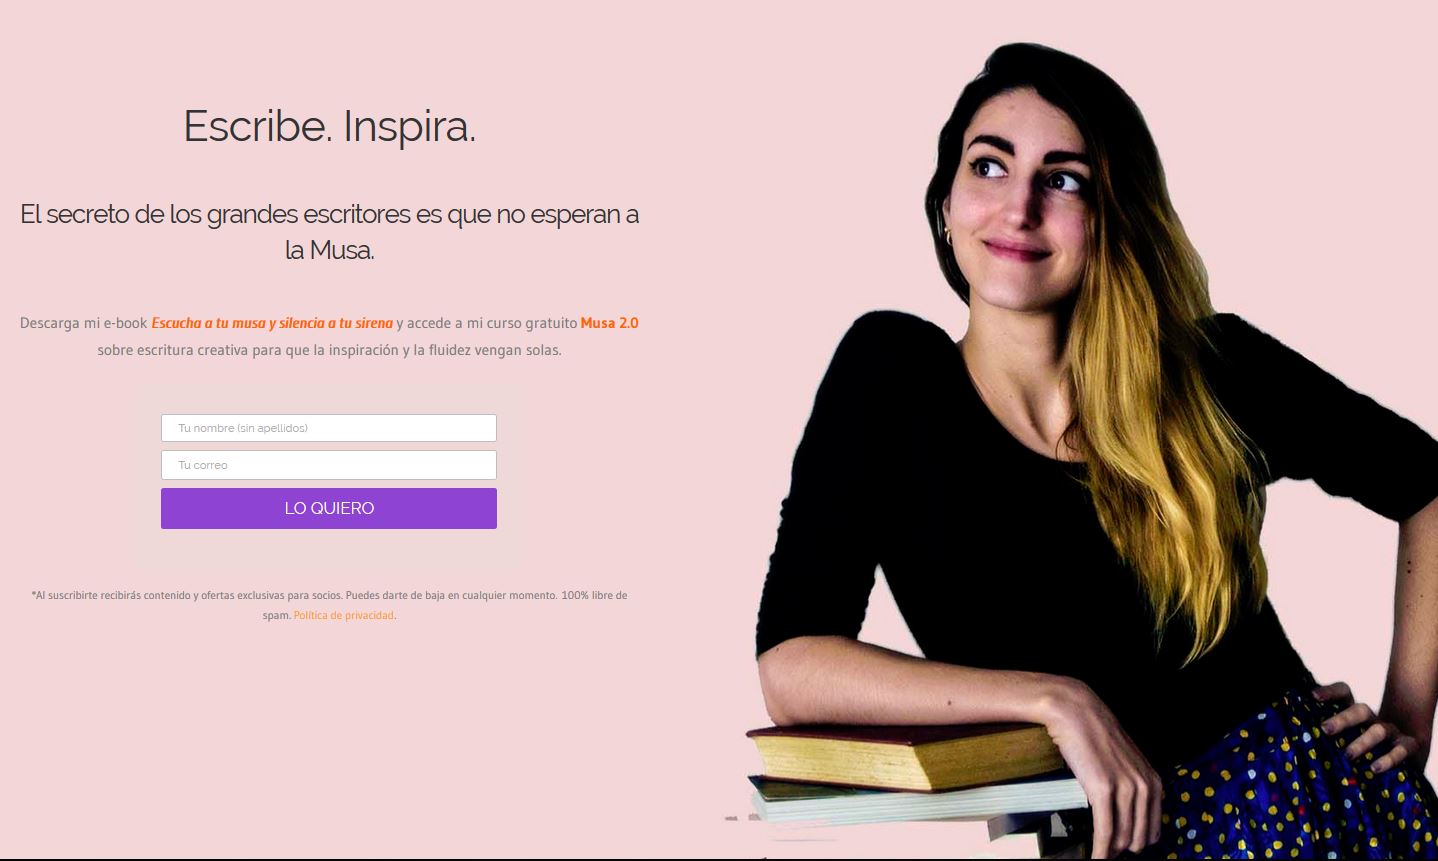 Escribe. Inspira.
El secreto de los grandes escritores es que no esperan a
la Musa.
Descarga mi e-book Escucha a tu musa y silencia a tu sirena y accede a mi curso gratuito Musa 2.0
sobre escritura creativa para que la inspiración y la fluidez vengan solas.
Tu nombre (sin apellidos)
Tu correo
LO QUIERO
*Al suscribirte recibirás contenido y ofertas exclusivas para socios. Puedes darte de baja en cualquier momento. 100% libre de
spam. Política de privacidad.